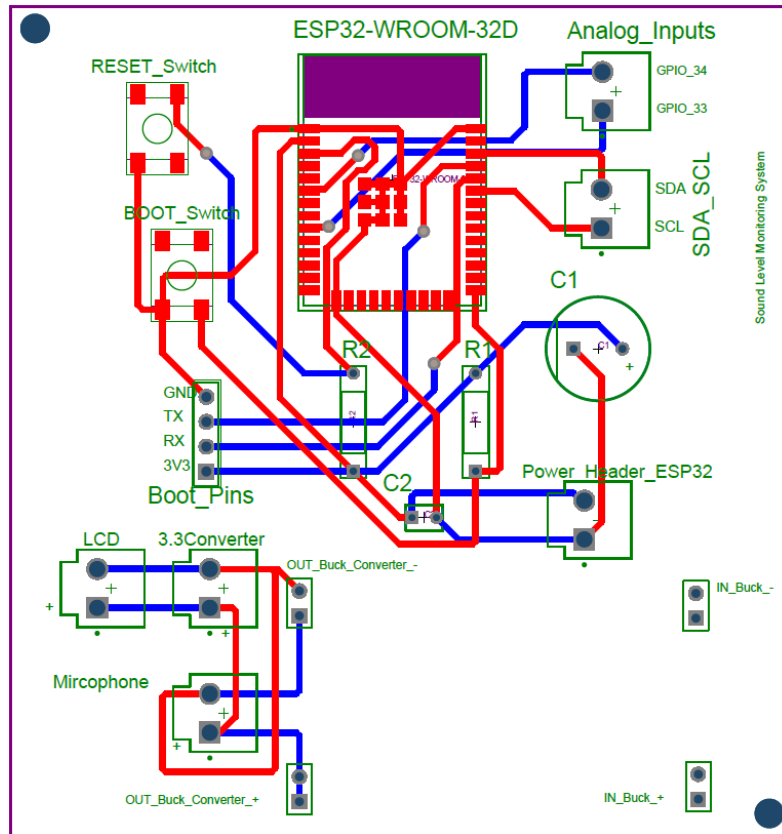 ESP32-WROOM-32D
Analog_Inputs
RESET_Switch
GPIO_34
GPIO_33
BOOT_Switch
SDA
SCL
SDA_SCL
Sound Level Monitoring System
C1
C1
R2
R1
GND
TX
RX
3V3
Boot_Pins
C2
Power_Header_ESP32
LCD
3.3Converter
OUT_Buck_Converter_-
IN_Buck_-
Mircophone
OUT_Buck_Converter_+
IN_Buck_+